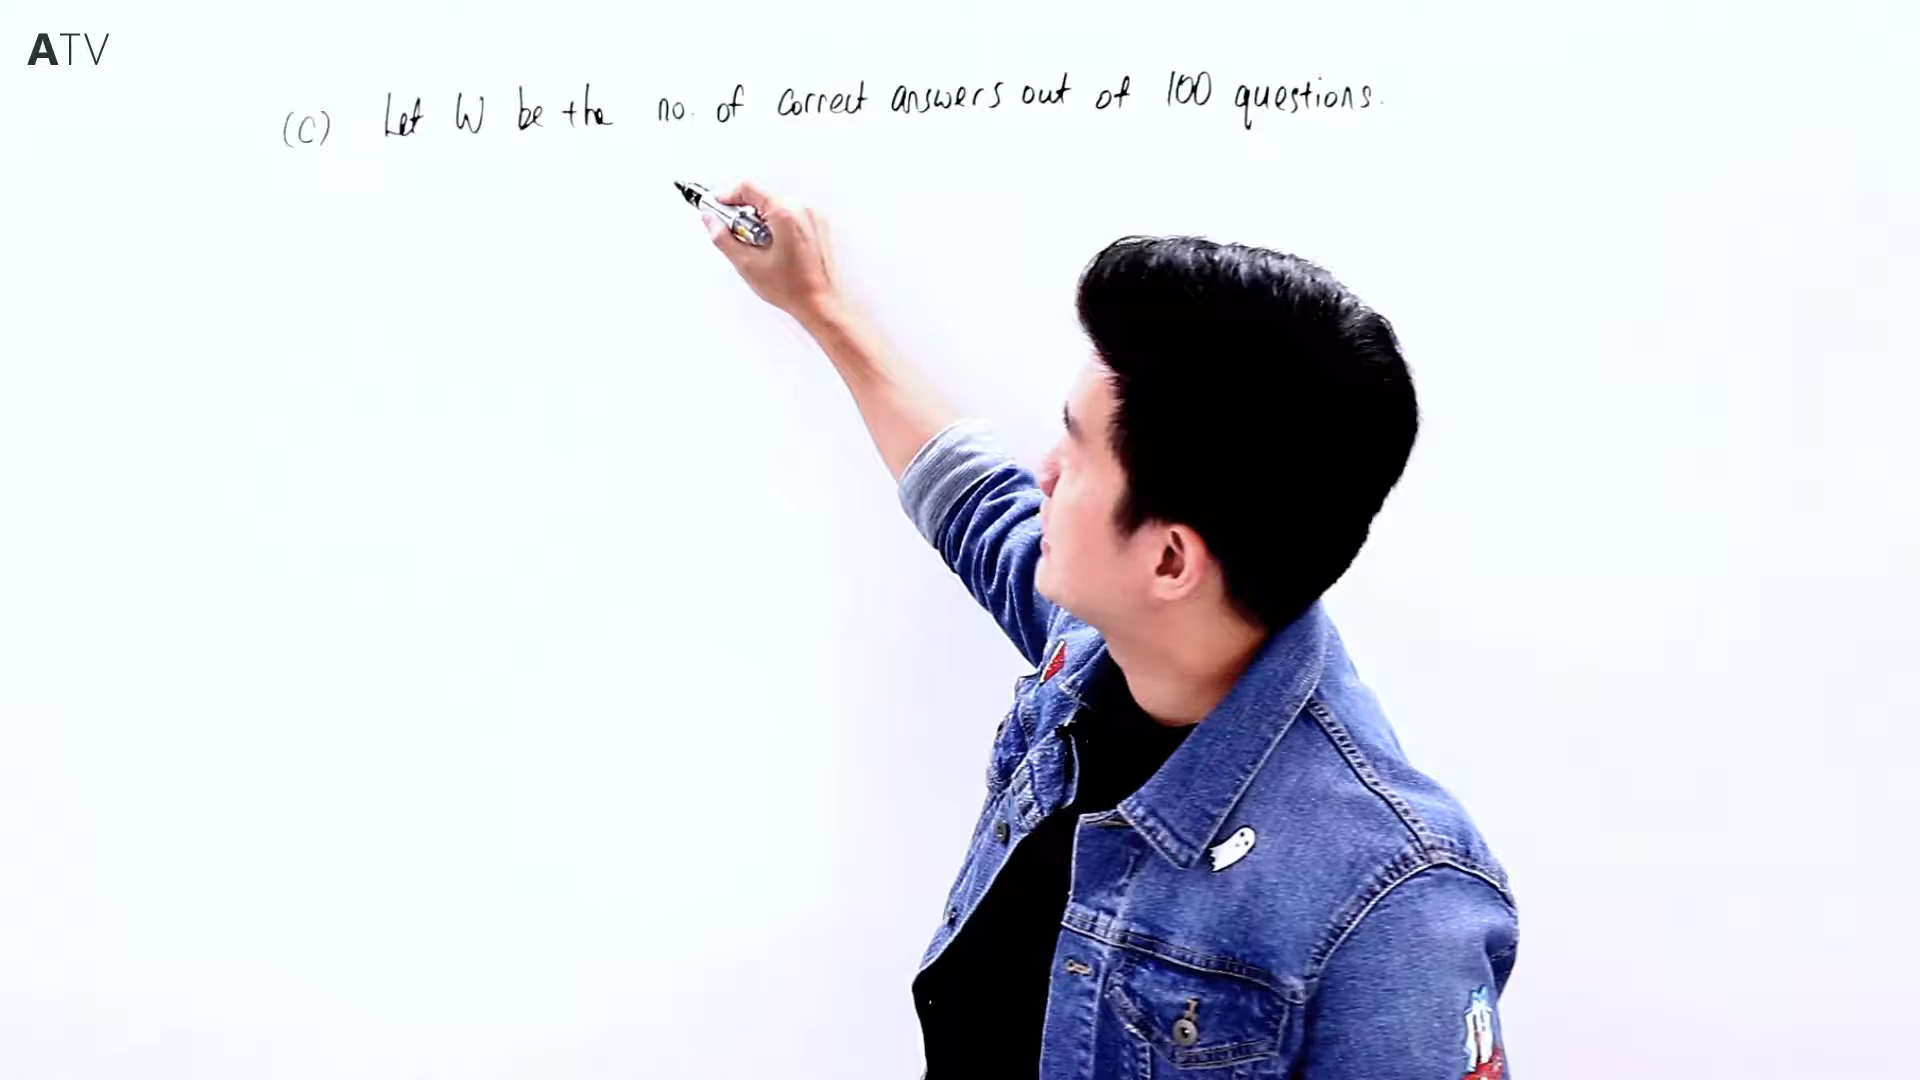 ATV
(C) Let W be the no. of correct answers out of 100 questions.